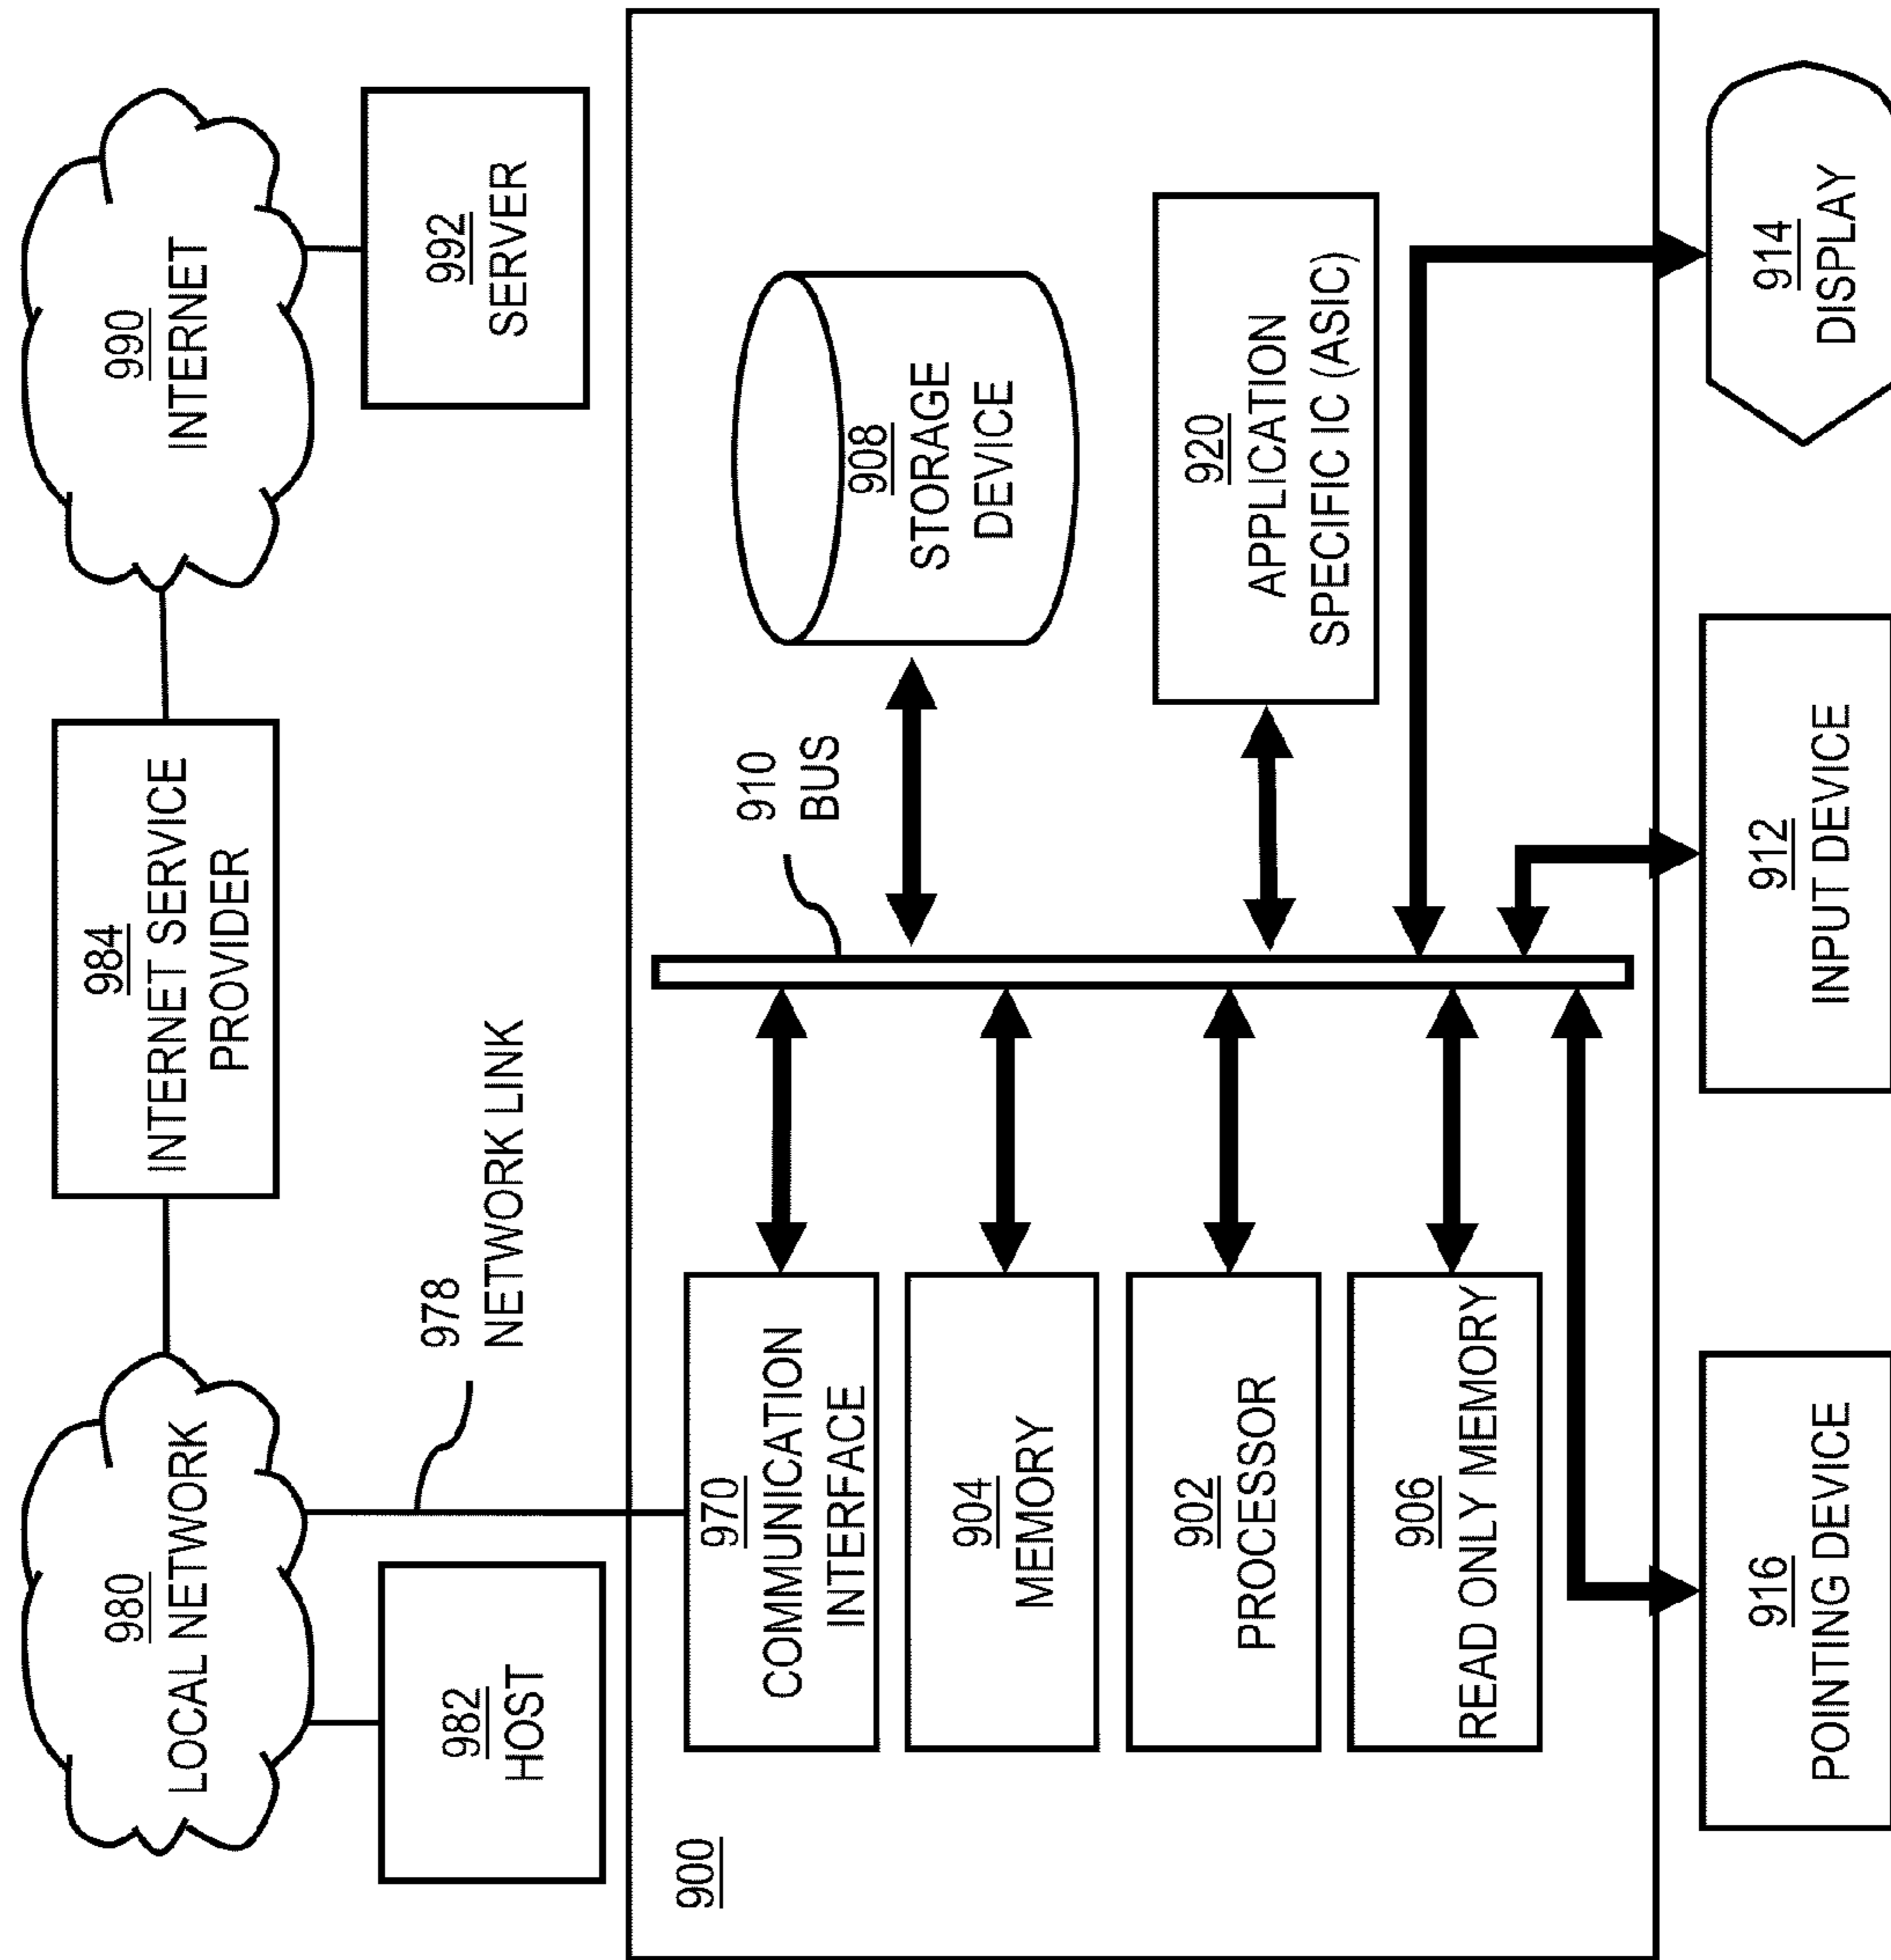 980
LOCAL NETWORK
984
INTERNET SERVICE
PROVIDER
990
INTERNET
982
HOST
978
NETWORK LINK
992
SERVER
900
970
COMMUNICATION
INTERFACE
904
MEMORY
902
PROCESSOR
906
READ ONLY MEMORY
910
BUS
908
STORAGE
DEVICE
920
APPLICATION
SPECIFIC IC (ASIC)
916
POINTING DEVICE
912
INPUT DEVICE
914
DISPLAY